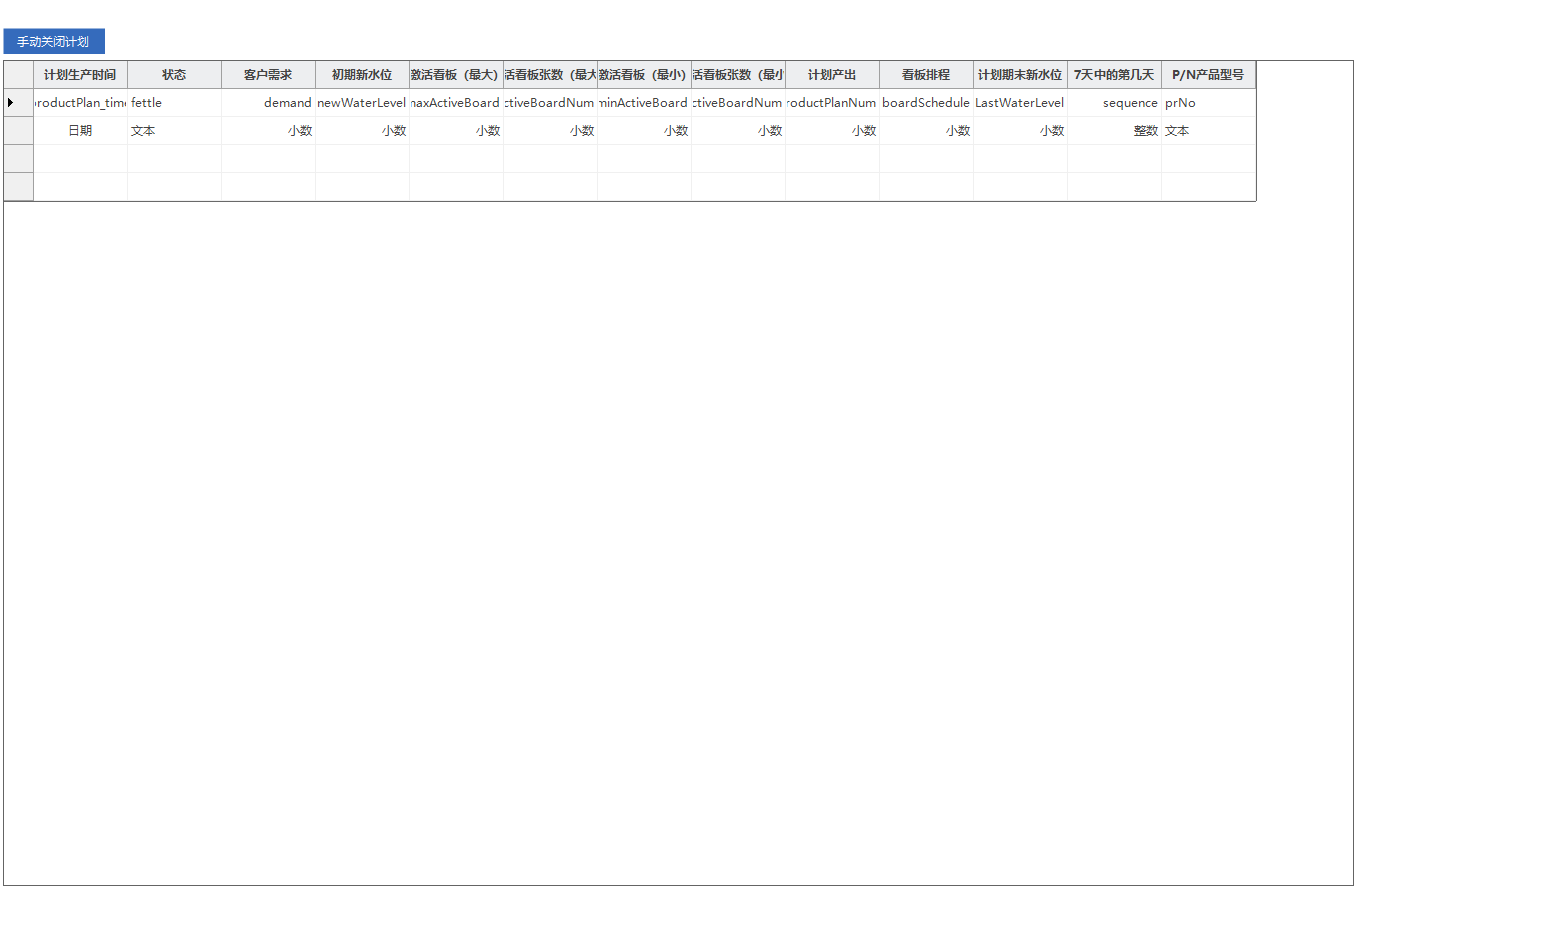 手动关闭计划
计划生产时间 状态 客户需求 初期新水位 激活看板（最大） 活看板张数（最大 激活看板（最小） 活看板张数（最小 计划产出 看板排程 计划期末新水位 7天中的第几天 P/N产品型号
roductPlan_time fettle demand newWaterLevel maxActiveBoard ctiveBoardNum minActiveBoard ctiveBoardNum roductPlanNum boardSchedule LastWaterLevel sequence prNo
日期 文本 小数 小数 小数 小数 小数 小数 小数 小数 小数 整数 文本